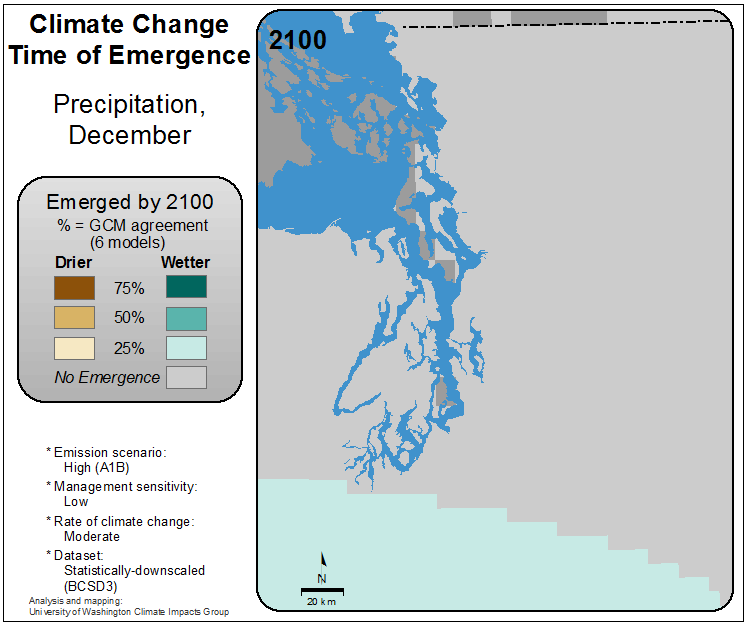 Climate Change
Time of Emergence
Precipitation,
December
Emerged by 2100
% = GCM agreement
(6 models)
Drier Wetter
75%
50%
25%
No Emergence
* Emission scenario:
High (A1B)
* Management sensitivity:
Low
* Rate of climate change:
Moderate
* Dataset:
Statistically-downscaled
(BCSD3)
Analysis and mapping:
University of Washington Climate Impacts Group
2100
N
20 km